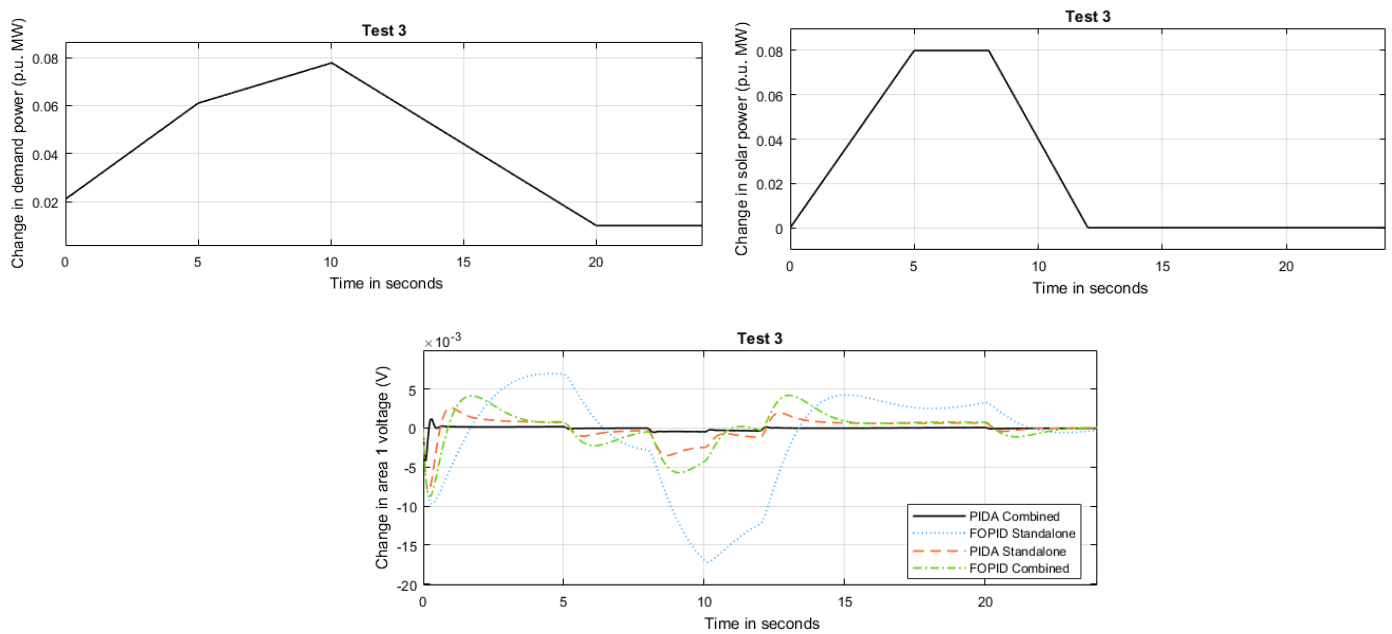 Test 3
Change in demand power (p.u. MW)
0.08
0.06
0.04
0.02
0
5
10
15
20
Time in seconds
Test 3
Change in solar power (p.u. MW)
0.08
0.06
0.04
0.02
0
0
5
10
15
20
Time in seconds
Test 3
×10⁻³
Change in area 1 voltage (V)
5
0
-5
-10
-15
-20
0
5
10
15
20
Time in seconds
PIDA Combined
FOPID Standalone
PIDA Standalone
FOPID Combined